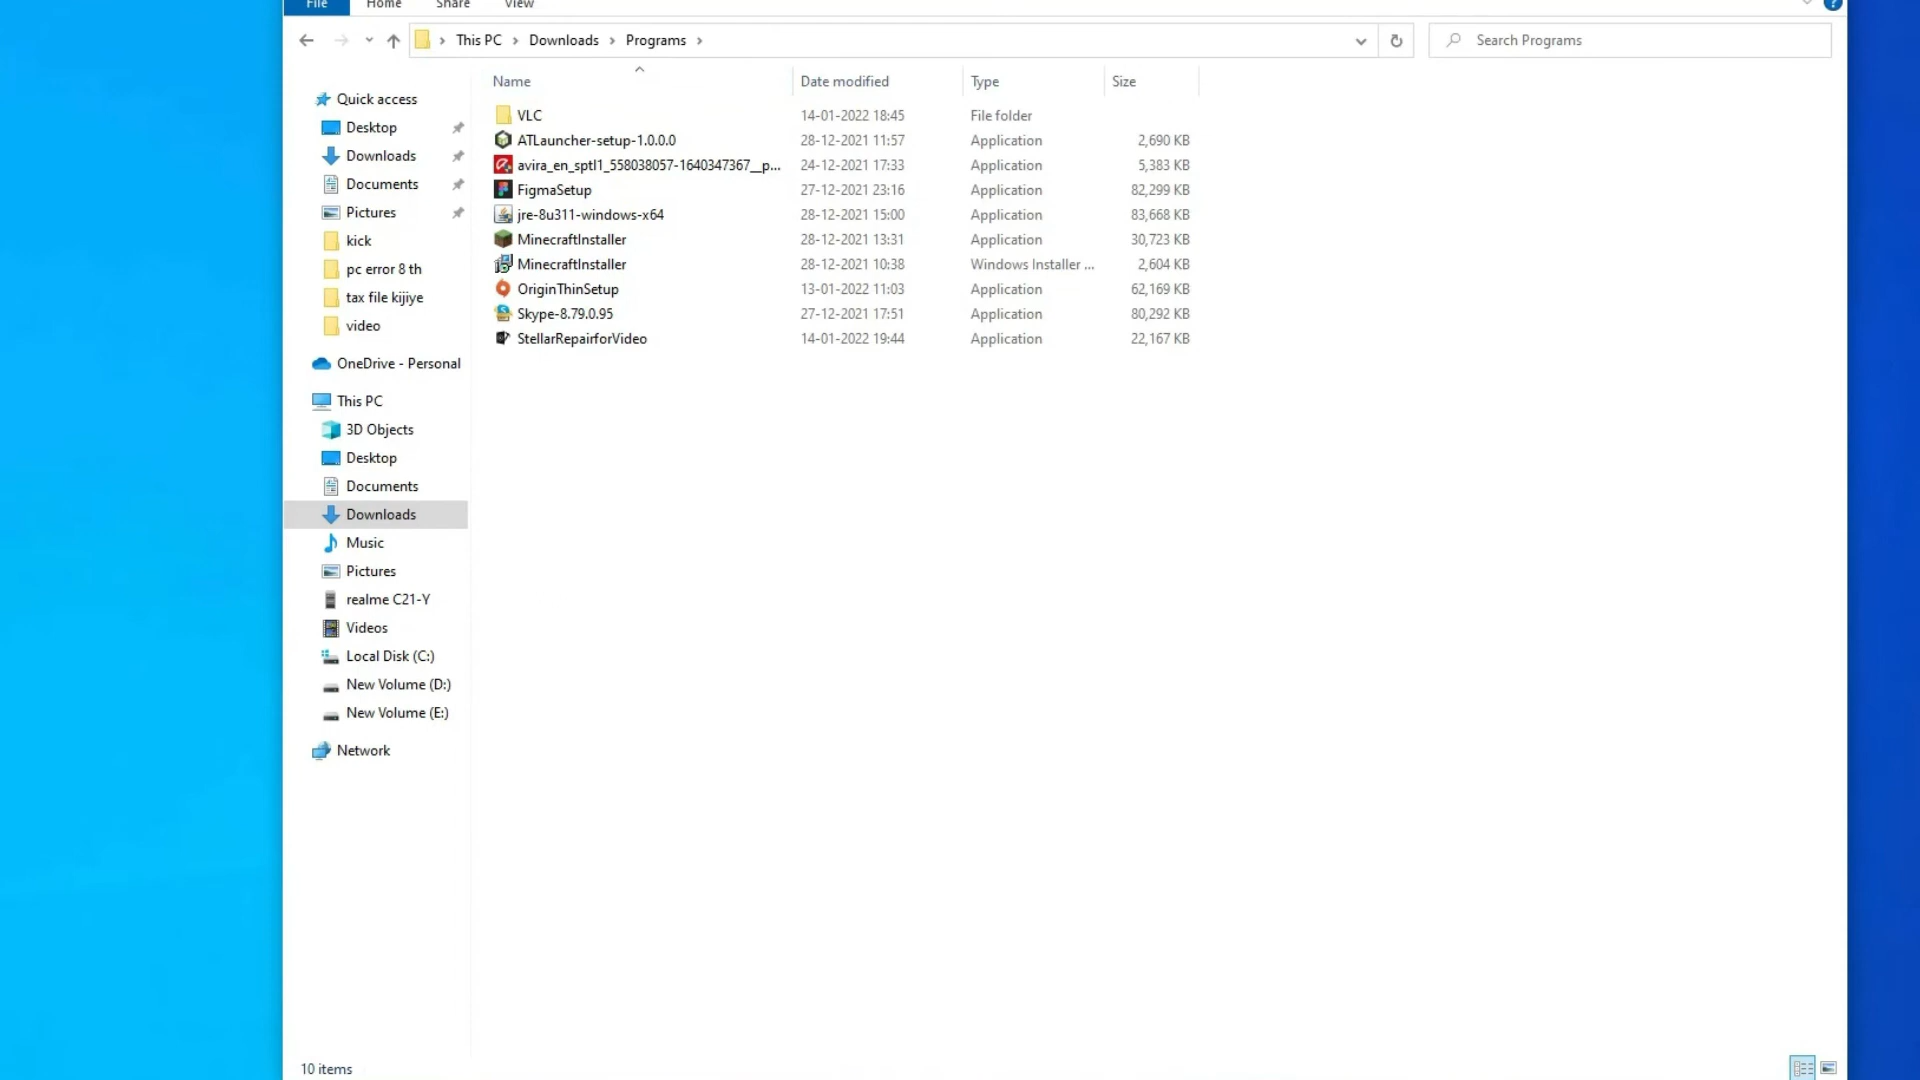 File Home Share View
This PC > Downloads > Programs > Search Programs
Name Date modified Type Size
Quick access
Desktop
Downloads
Documents
Pictures
kick
pc error 8 th
tax file kijiye
video
OneDrive - Personal
This PC
3D Objects
Desktop
Documents
Downloads
Music
Pictures
realme C21-Y
Videos
Local Disk (C:)
New Volume (D:)
New Volume (E:)
Network
VLC 14-01-2022 18:45 File folder
ATLauncher-setup-1.0.0.0 28-12-2021 11:57 Application 2,690 KB
avira_en_sptl1_558038057-1640347367__p... 24-12-2021 17:33 Application 5,383 KB
FigmaSetup 27-12-2021 23:16 Application 82,299 KB
jre-8u311-windows-x64 28-12-2021 15:00 Application 83,668 KB
MinecraftInstaller 28-12-2021 13:31 Application 30,723 KB
MinecraftInstaller 28-12-2021 10:38 Windows Installer ... 2,604 KB
OriginThinSetup 13-01-2022 11:03 Application 62,169 KB
Skype-8.79.0.95 27-12-2021 17:51 Application 80,292 KB
StellarRepairforVideo 14-01-2022 19:44 Application 22,167 KB
10 items